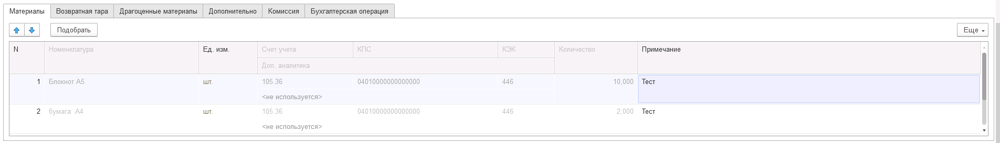 Материалы Возвратная тара Драгоценные материалы Дополнительно Комиссия Бухгалтерская операция
Подобрать Еще
N Номенклатура Ед. изм. Счет учета КПС КЭК Количество Примечание
Доп. аналитика
1 Блокнот А5 шт. 105.36 04010000000000000 446 10,000 Тест
<не используется>
2 бумага А4 шт. 105.36 04010000000000000 446 2,000 Тест
<не используется>